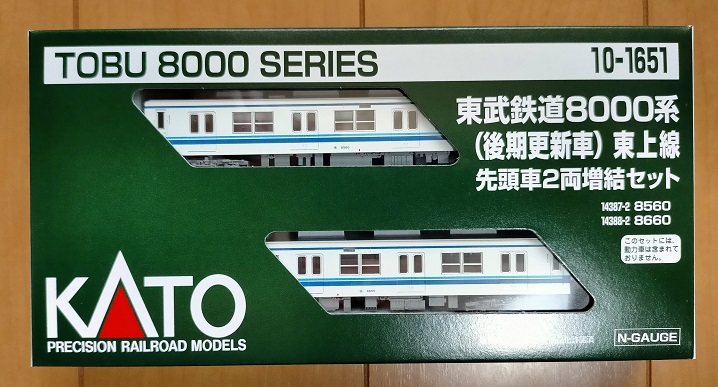 TOBU 8000 SERIES
10-1651
東武鉄道8000系
(後期更新車) 東上線
先頭車2両増結セット
14387-2 8560
14388-2 8660
このセットには、
動力車は含まれて
おりません。
KATO
PRECISION RAILROAD MODELS
N-GAUGE